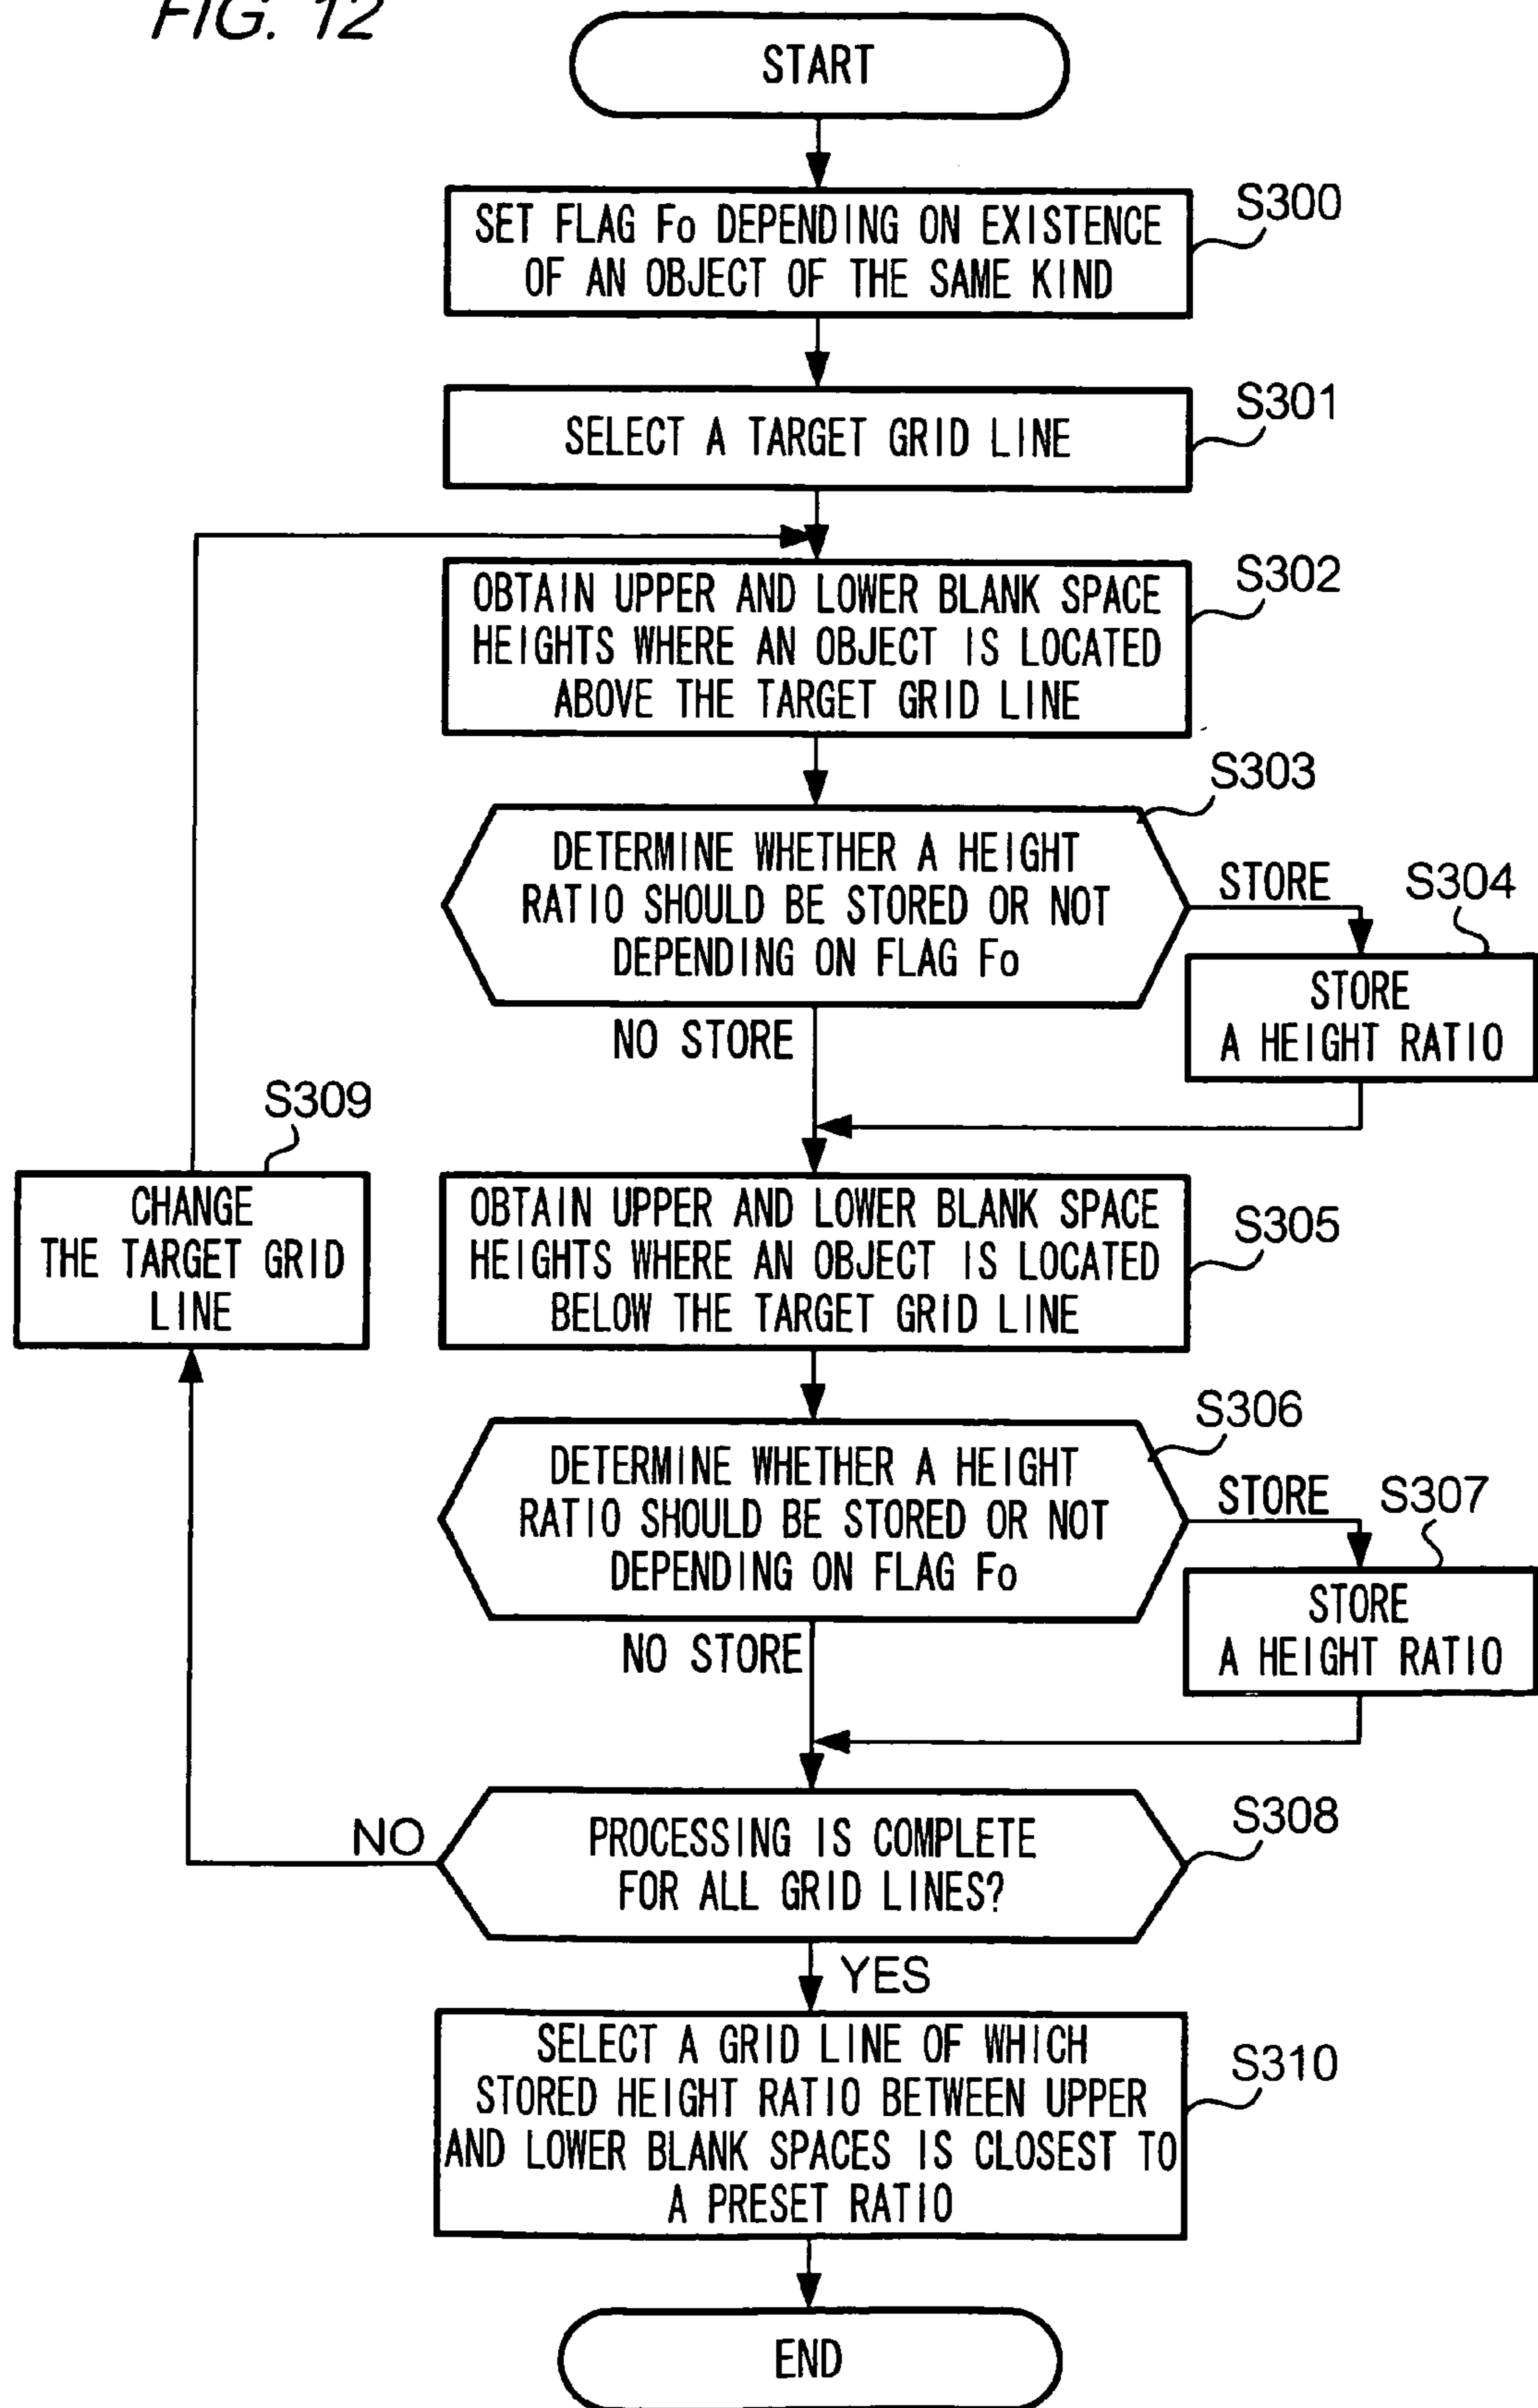 FIG. 12
START
S300
SET FLAG Fo DEPENDING ON EXISTENCE
OF AN OBJECT OF THE SAME KIND
S301
SELECT A TARGET GRID LINE
S302
OBTAIN UPPER AND LOWER BLANK SPACE
HEIGHTS WHERE AN OBJECT IS LOCATED
ABOVE THE TARGET GRID LINE
S303
DETERMINE WHETHER A HEIGHT
RATIO SHOULD BE STORED OR NOT
DEPENDING ON FLAG Fo
STORE
S304
STORE
A HEIGHT RATIO
NO STORE
S309
CHANGE
THE TARGET GRID
LINE
S305
OBTAIN UPPER AND LOWER BLANK SPACE
HEIGHTS WHERE AN OBJECT IS LOCATED
BELOW THE TARGET GRID LINE
S306
DETERMINE WHETHER A HEIGHT
RATIO SHOULD BE STORED OR NOT
DEPENDING ON FLAG Fo
STORE
S307
STORE
A HEIGHT RATIO
NO STORE
S308
NO
PROCESSING IS COMPLETE
FOR ALL GRID LINES?
YES
S310
SELECT A GRID LINE OF WHICH
STORED HEIGHT RATIO BETWEEN UPPER
AND LOWER BLANK SPACES IS CLOSEST TO
A PRESET RATIO
END